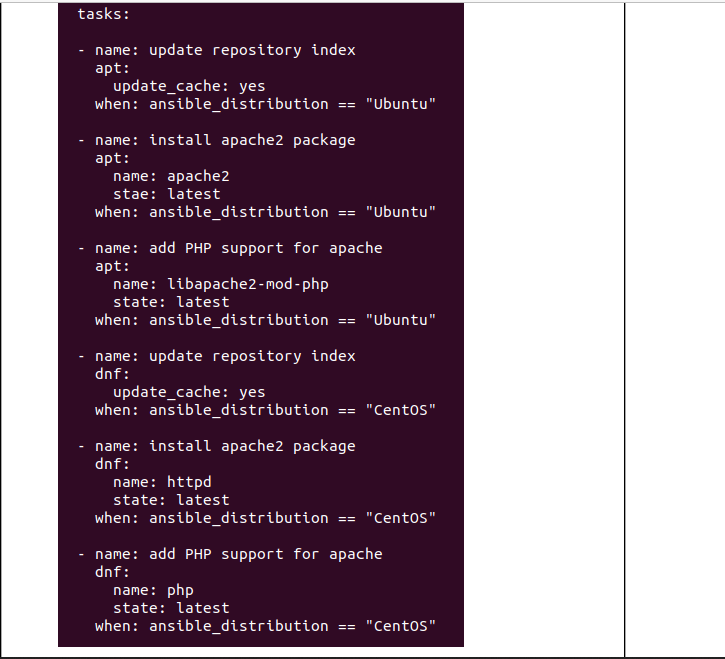 tasks:
- name: update repository index
apt:
update_cache: yes
when: ansible_distribution == "Ubuntu"
- name: install apache2 package
apt:
name: apache2
stae: latest
when: ansible_distribution == "Ubuntu"
- name: add PHP support for apache
apt:
name: libapache2-mod-php
state: latest
when: ansible_distribution == "Ubuntu"
- name: update repository index
dnf:
update_cache: yes
when: ansible_distribution == "CentOS"
- name: install apache2 package
dnf:
name: httpd
state: latest
when: ansible_distribution == "CentOS"
- name: add PHP support for apache
dnf:
name: php
state: latest
when: ansible_distribution == "CentOS"